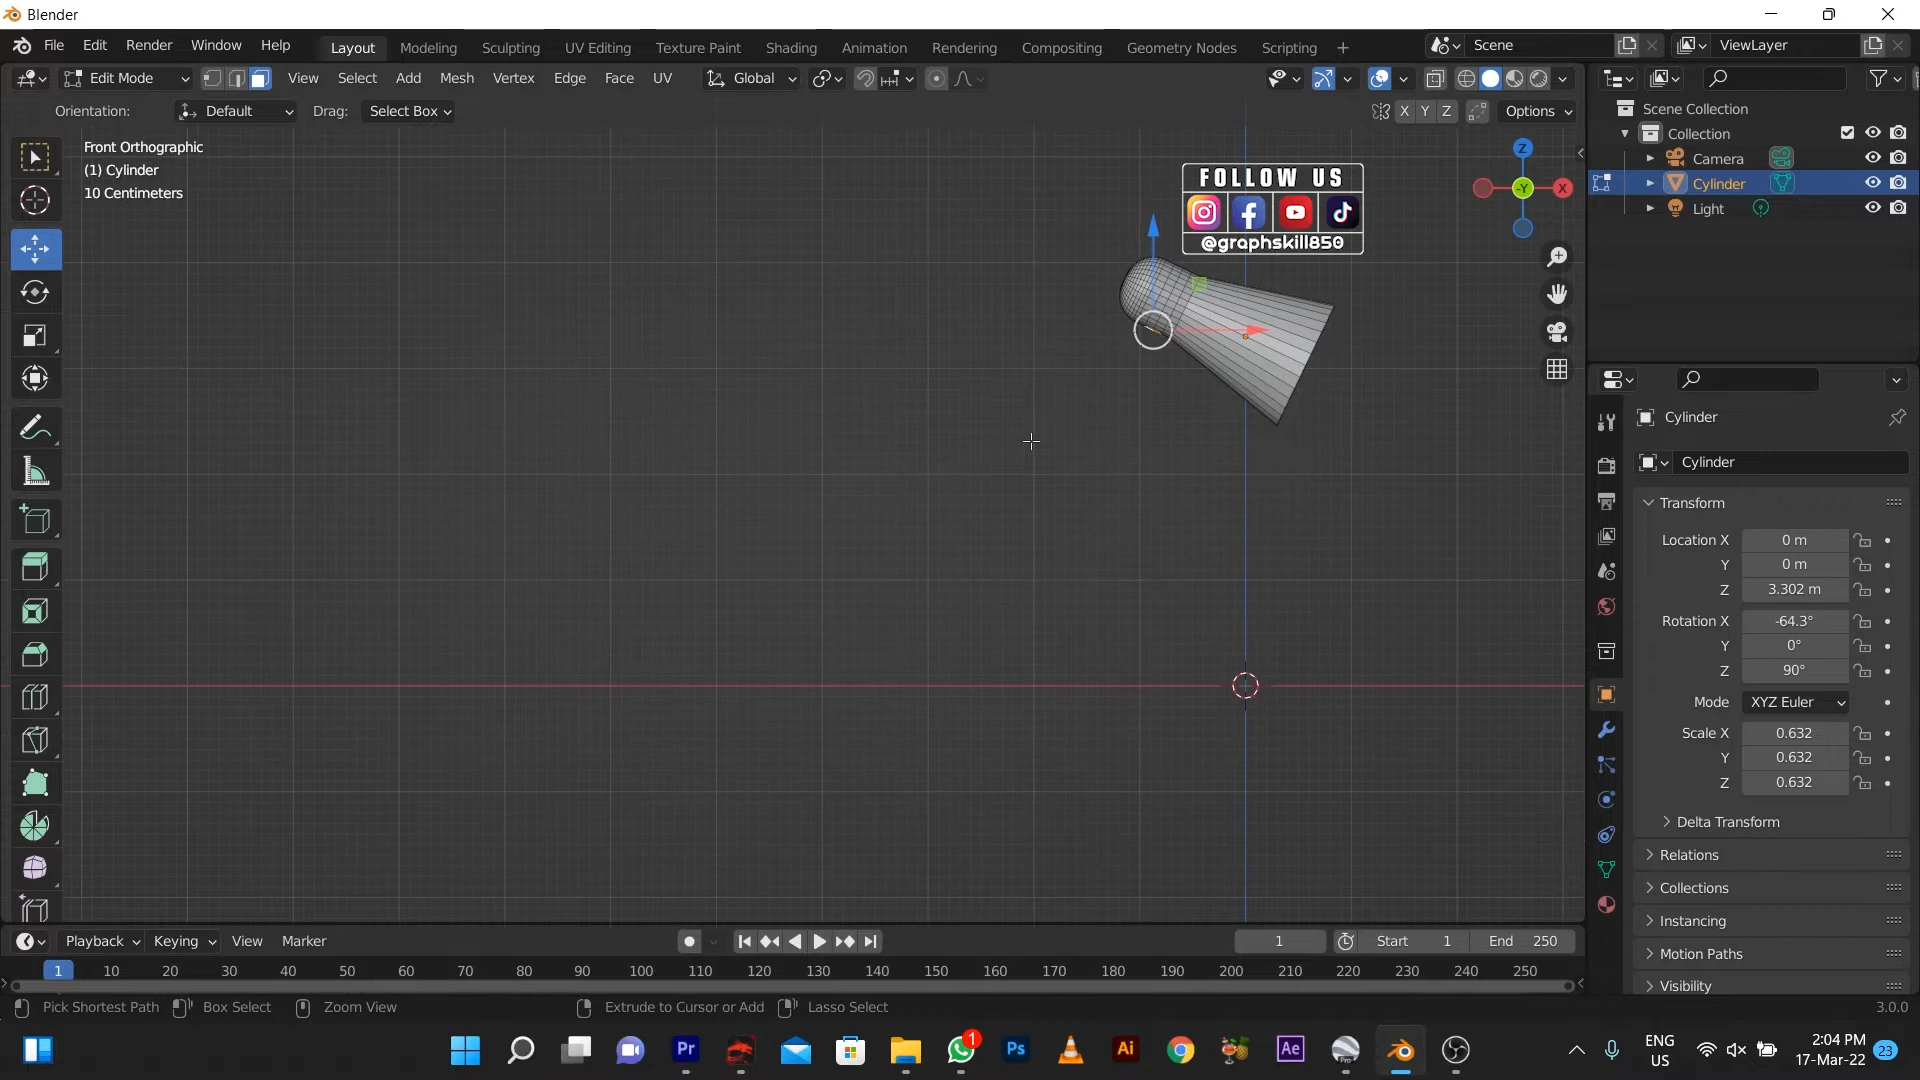 Blender
File Edit Render Window Help Layout Modeling Sculpting UV Editing Texture Paint Shading Animation Rendering Compositing Geometry Nodes Scripting + Scene ViewLayer
Edit Mode View Select Add Mesh Vertex Edge Face UV Global
Orientation: Default Drag: Select Box X Y Z Options
Front Orthographic
(1) Cylinder
10 Centimeters
FOLLOW US
@graphskill850
Z
-Y X
Scene Collection
Collection
Camera
Cylinder
Light
Cylinder
Cylinder
Transform
Location X 0 m
Y 0 m
Z 3.302 m
Rotation X -64.3°
Y 0°
Z 90°
Mode XYZ Euler
Scale X 0.632
Y 0.632
Z 0.632
Delta Transform
Relations
Collections
Instancing
Motion Paths
Visibility
Playback Keying View Marker 1 Start 1 End 250
1 10 20 30 40 50 60 70 80 90 100 110 120 130 140 150 160 170 180 190 200 210 220 230 240 250
Pick Shortest Path Box Select Zoom View Extrude to Cursor or Add Lasso Select 3.0.0
Pr 1 Ps Ai Ae Pro
ENG
US
2:04 PM
17-Mar-22
23